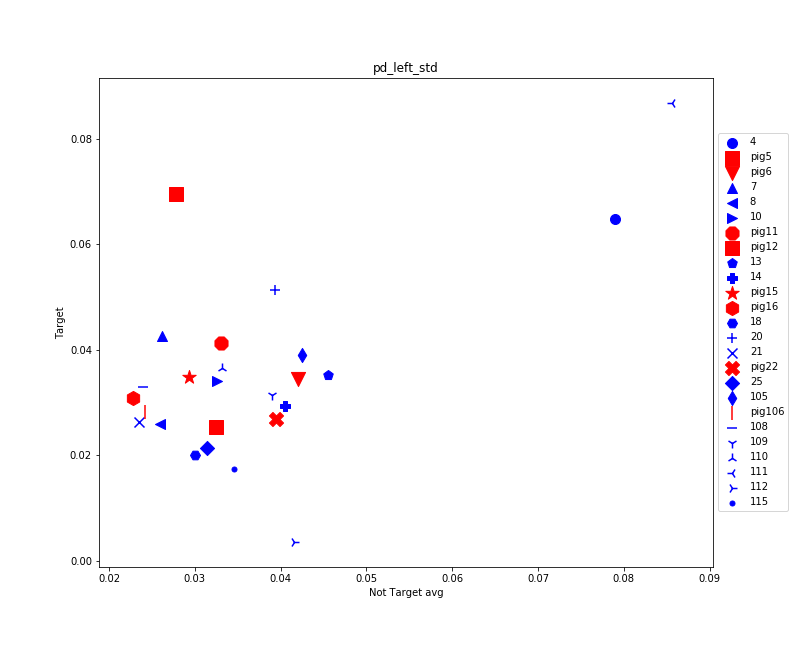 pd_left_std
Target
0.08
0.06
0.04
0.02
0.00
0.02
0.03
0.04
0.05
0.06
0.07
0.08
0.09
Not Target avg
4
pig5
pig6
7
8
10
pig11
pig12
13
14
pig15
pig16
18
20
21
pig22
25
105
pig106
108
109
110
111
112
115